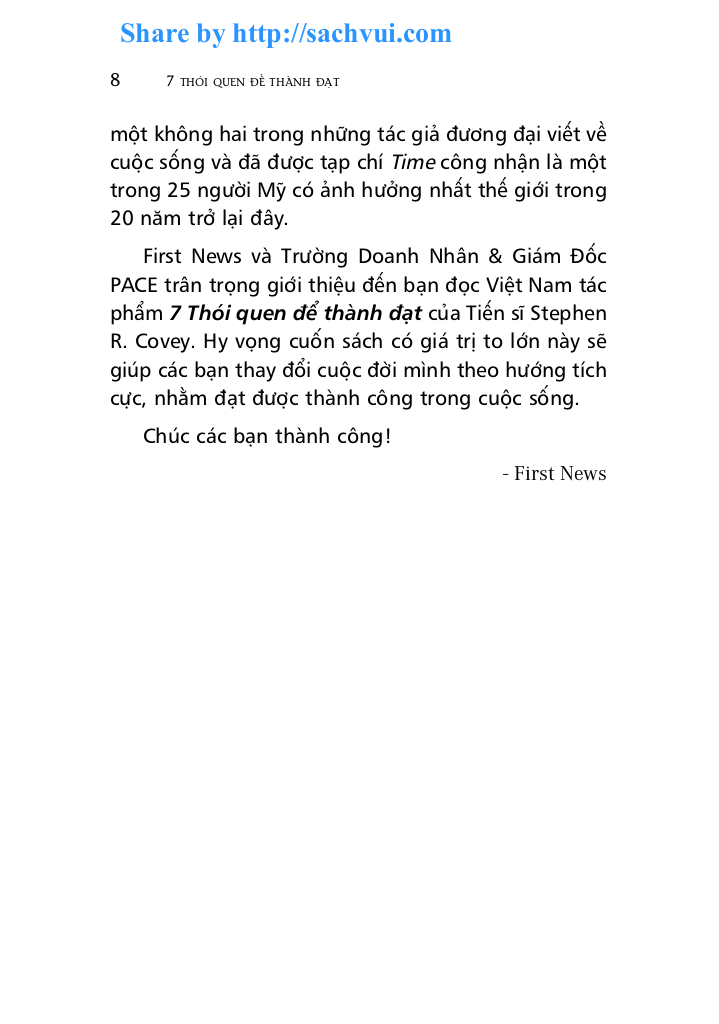 Share by http://sachvui.com
8 7 THÓI QUEN ĐỂ THÀNH ĐẠT
một không hai trong những tác giả đương đại viết về
cuộc sống và đã được tạp chí Time công nhận là một
trong 25 người Mỹ có ảnh hưởng nhất thế giới trong
20 năm trở lại đây.
First News và Trường Doanh Nhân & Giám Đốc
PACE trân trọng giới thiệu đến bạn đọc Việt Nam tác
phẩm 7 Thói quen để thành đạt của Tiến sĩ Stephen
R. Covey. Hy vọng cuốn sách có giá trị to lớn này sẽ
giúp các bạn thay đổi cuộc đời mình theo hướng tích
cực, nhằm đạt được thành công trong cuộc sống.
Chúc các bạn thành công!
- First News